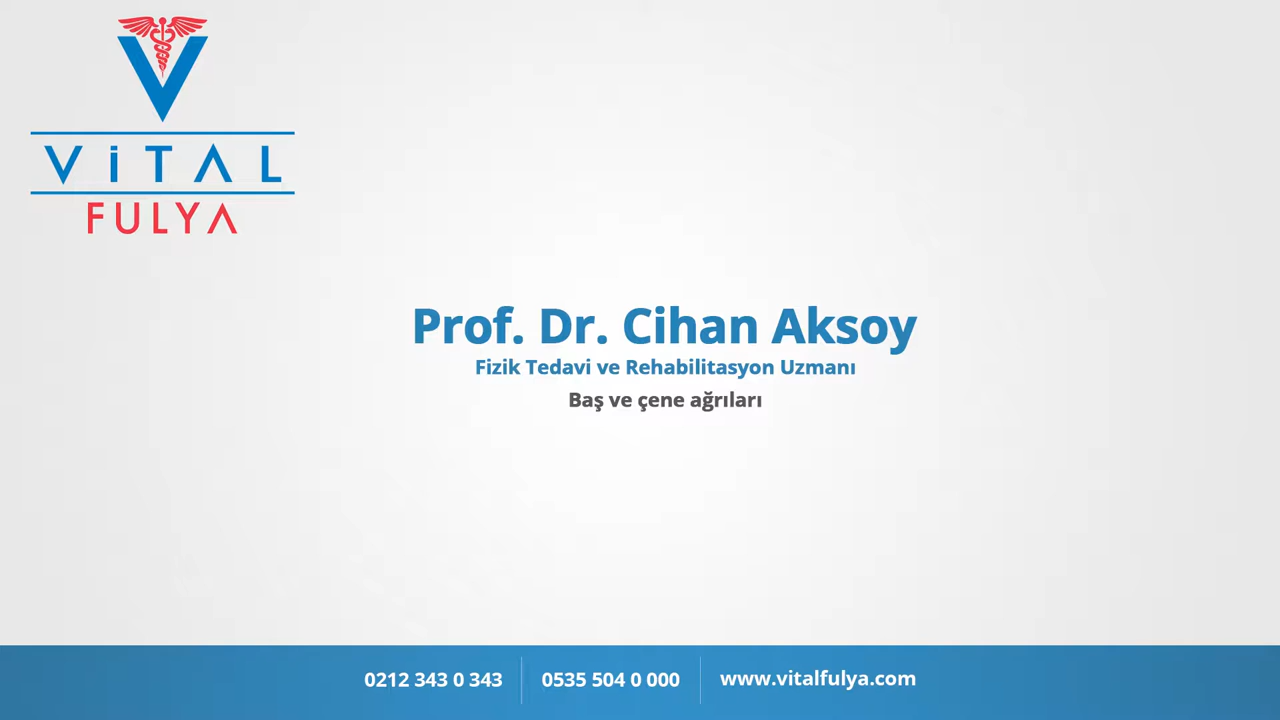 VİTAL
FULYA
Prof. Dr. Cihan Aksoy
Fizik Tedavi ve Rehabilitasyon Uzmanı
Baş ve çene ağrıları
0212 343 0 343
0535 504 0 000
www.vitalfulya.com